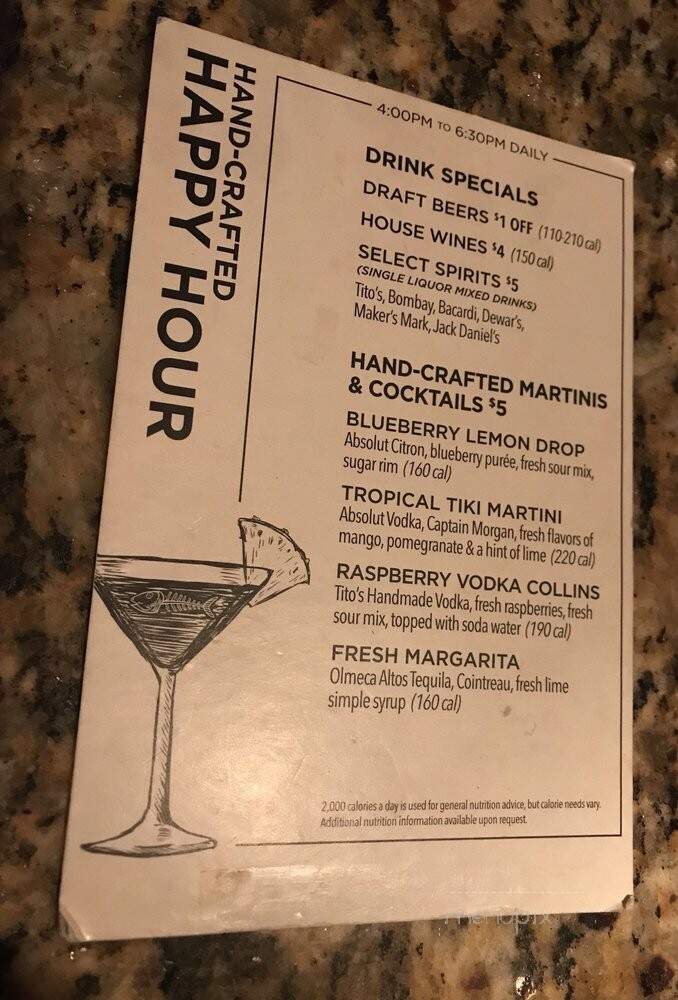 HAND-CRAFTED
HAPPY HOUR
4:00PM TO 6:30PM DAILY
DRINK SPECIALS
DRAFT BEERS $1 OFF (110-210 cal)
HOUSE WINES $4 (150 cal)
SELECT SPIRITS $5
(SINGLE LIQUOR MIXED DRINKS)
Tito's, Bombay, Bacardi, Dewar's,
Maker's Mark, Jack Daniel's
HAND-CRAFTED MARTINIS
& COCKTAILS $5
BLUEBERRY LEMON DROP
Absolut Citron, blueberry purée, fresh sour mix,
sugar rim (160 cal)
TROPICAL TIKI MARTINI
Absolut Vodka, Captain Morgan, fresh flavors of
mango, pomegranate & a hint of lime (220 cal)
RASPBERRY VODKA COLLINS
Tito's Handmade Vodka, fresh raspberries, fresh
sour mix, topped with soda water (190 cal)
FRESH MARGARITA
Olmeca Altos Tequila, Cointreau, fresh lime
simple syrup (160 cal)
2,000 calories a day is used for general nutrition advice, but calorie needs vary.
Additional nutrition information available upon request.